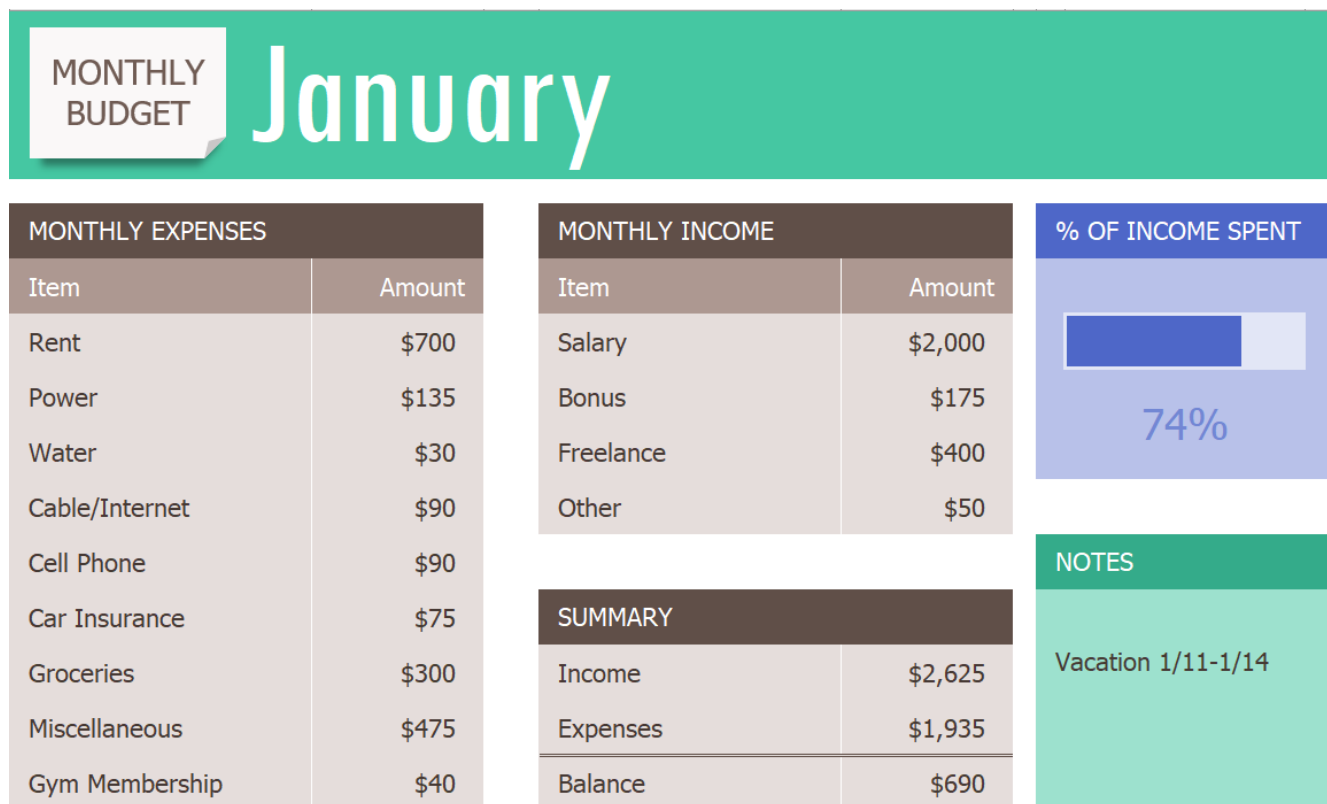 MONTHLY
BUDGET
January
MONTHLY EXPENSES
Item Amount
Rent $700
Power $135
Water $30
Cable/Internet $90
Cell Phone $90
Car Insurance $75
Groceries $300
Miscellaneous $475
Gym Membership $40
MONTHLY INCOME
Item Amount
Salary $2,000
Bonus $175
Freelance $400
Other $50
SUMMARY
Income $2,625
Expenses $1,935
Balance $690
% OF INCOME SPENT
74%
NOTES
Vacation 1/11-1/14